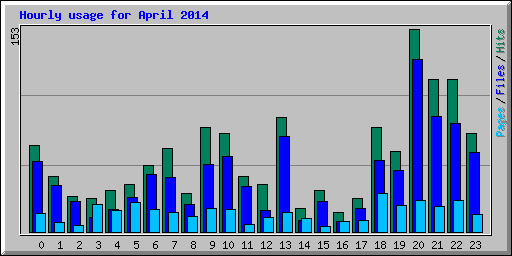 Hourly usage for April 2014
153
Pages / Files / Hits
0 1 2 3 4 5 6 7 8 9 10 11 12 13 14 15 16 17 18 19 20 21 22 23